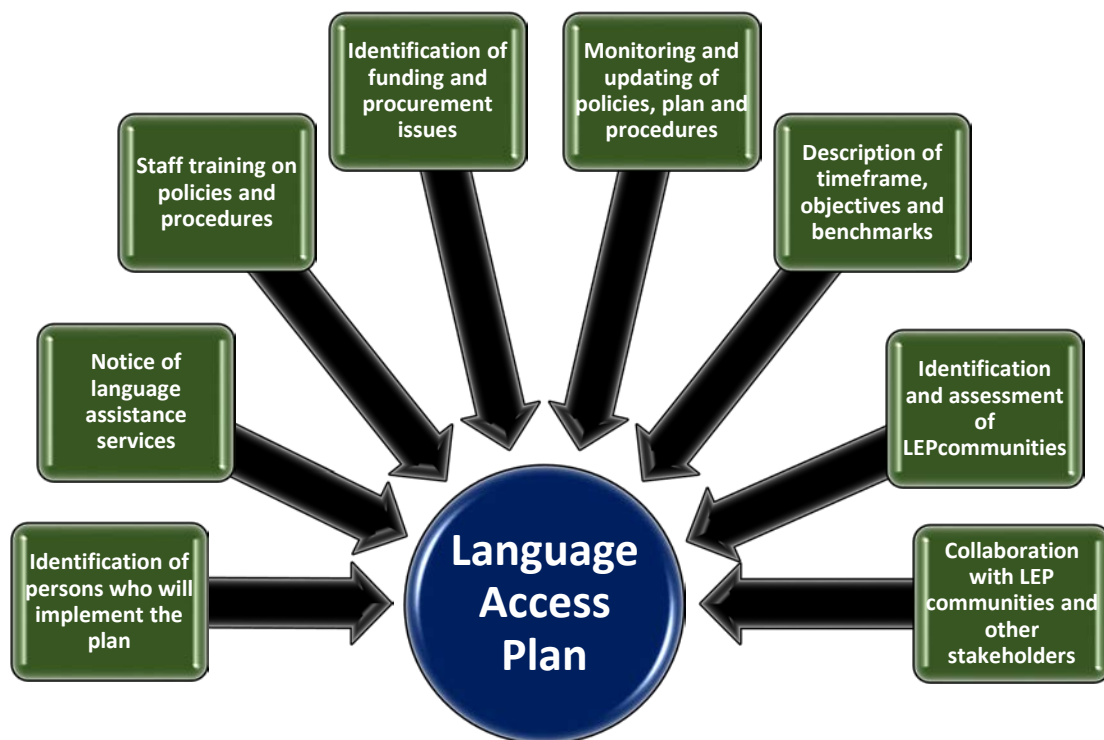 Identification of
funding and
procurement
issues
Monitoring and
updating of
policies, plan and
procedures
Staff training on
policies and
procedures
Description of
timeframe,
objectives and
benchmarks
Notice of
language
assistance
services
Identification
and assessment
of
LEPcommunities
Identification of
persons who will
implement the
plan
Language
Access
Plan
Collaboration
with LEP
communities and
other
stakeholders